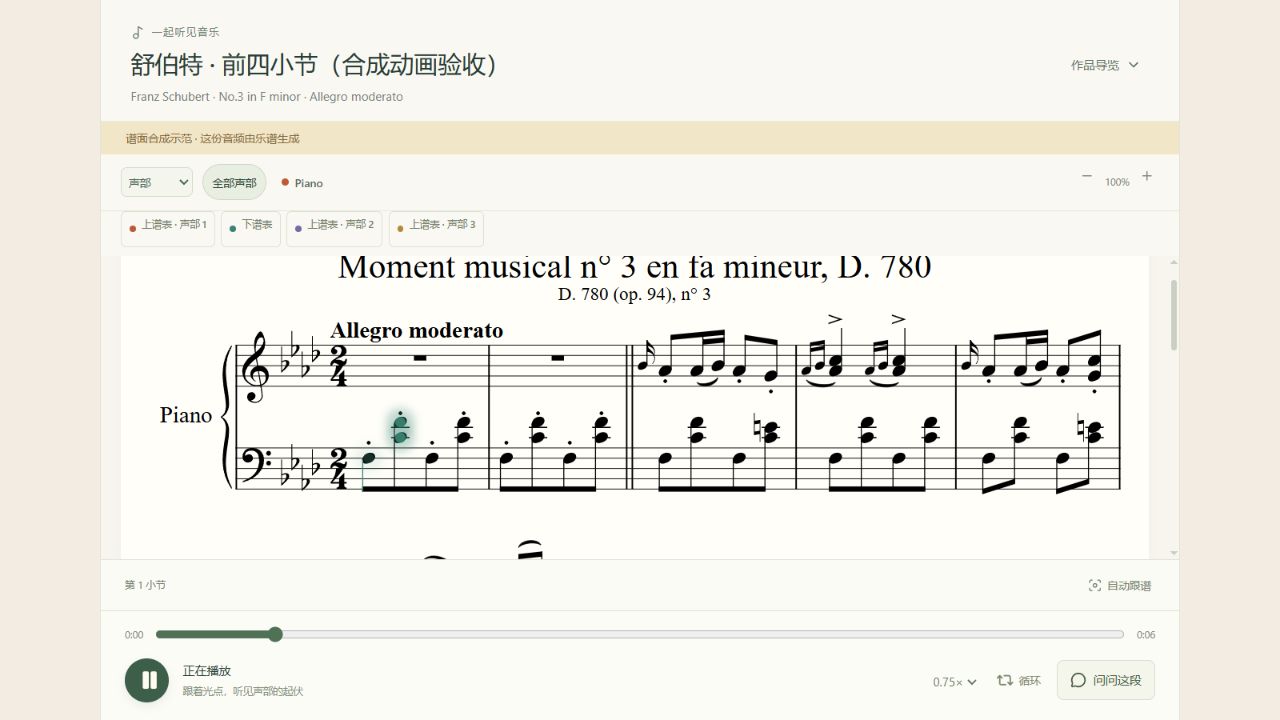 一起听见音乐
舒伯特 · 前四小节（合成动画验收）
作品导览
Franz Schubert · No.3 in F minor · Allegro moderato
谱面合成示范 · 这份音频由乐谱生成
声部 全部声部 Piano
100%
上谱表 · 声部 1 下谱表 上谱表 · 声部 2 上谱表 · 声部 3
Moment musical n° 3 en fa mineur, D. 780
D. 780 (op. 94), n° 3
Allegro moderato
2
4
Piano
2
4
第 1 小节
自动跟谱
0:00
0:06
正在播放
跟着光点，听见声部的起伏
0.75×
循环
问问这段